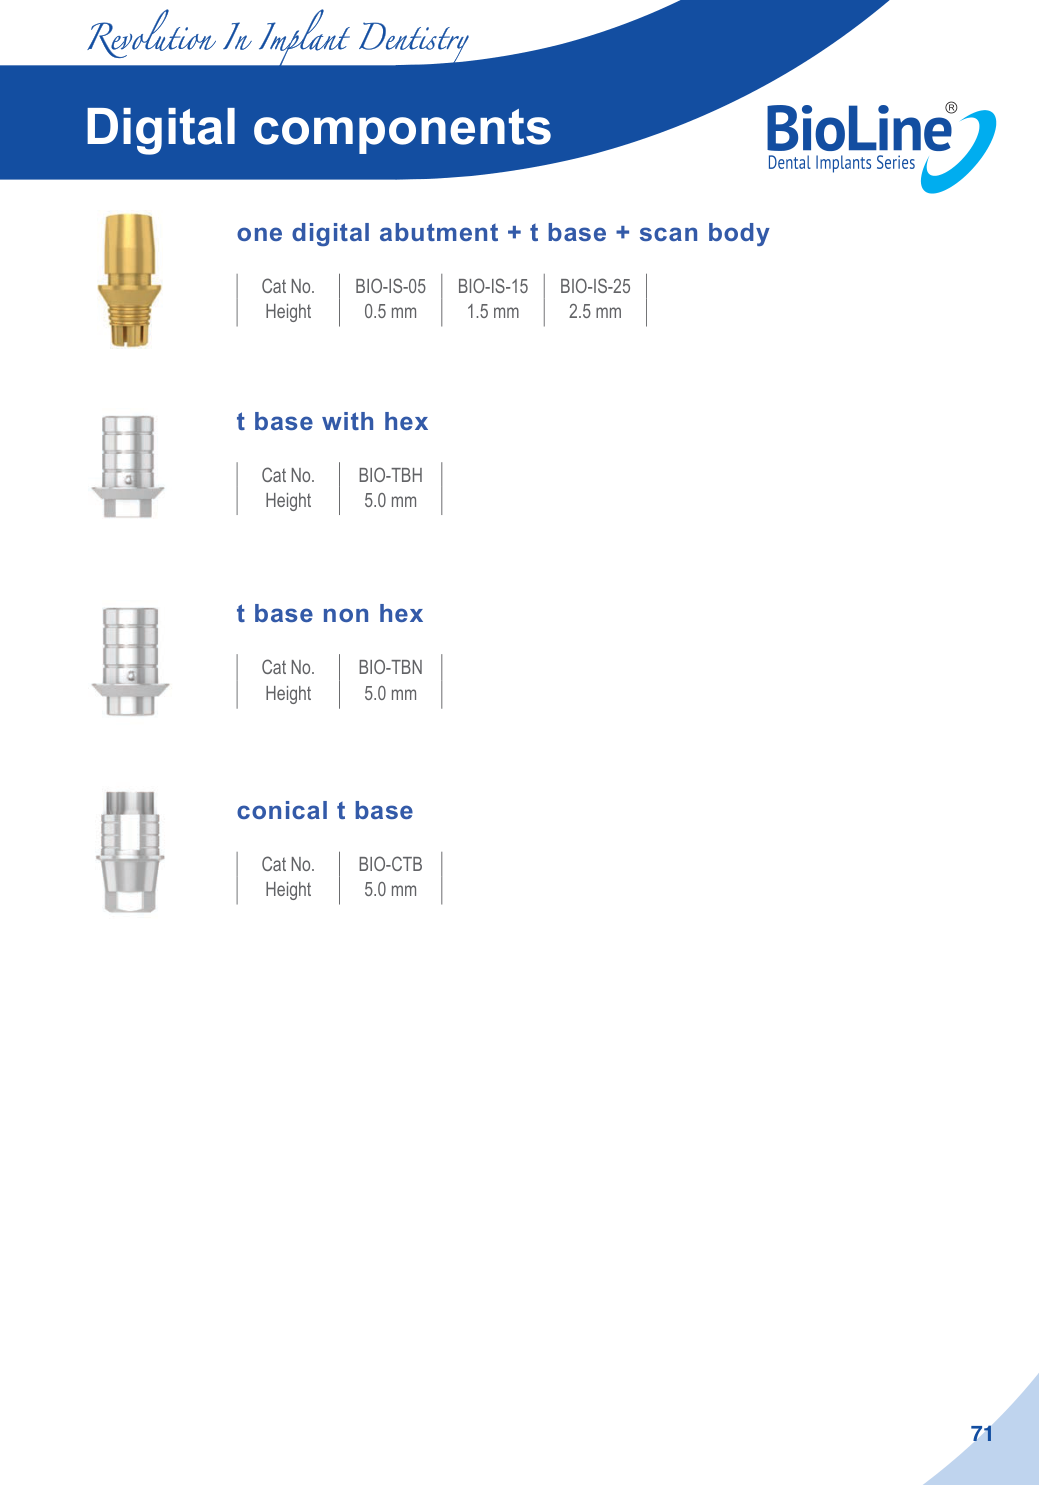 Revolution In Implant Dentistry
Digital components
BioLine®
Dental Implants Series
one digital abutment + t base + scan body
Cat No. BIO-IS-05 BIO-IS-15 BIO-IS-25
Height 0.5 mm 1.5 mm 2.5 mm
t base with hex
Cat No. BIO-TBH
Height 5.0 mm
t base non hex
Cat No. BIO-TBN
Height 5.0 mm
conical t base
Cat No. BIO-CTB
Height 5.0 mm
71